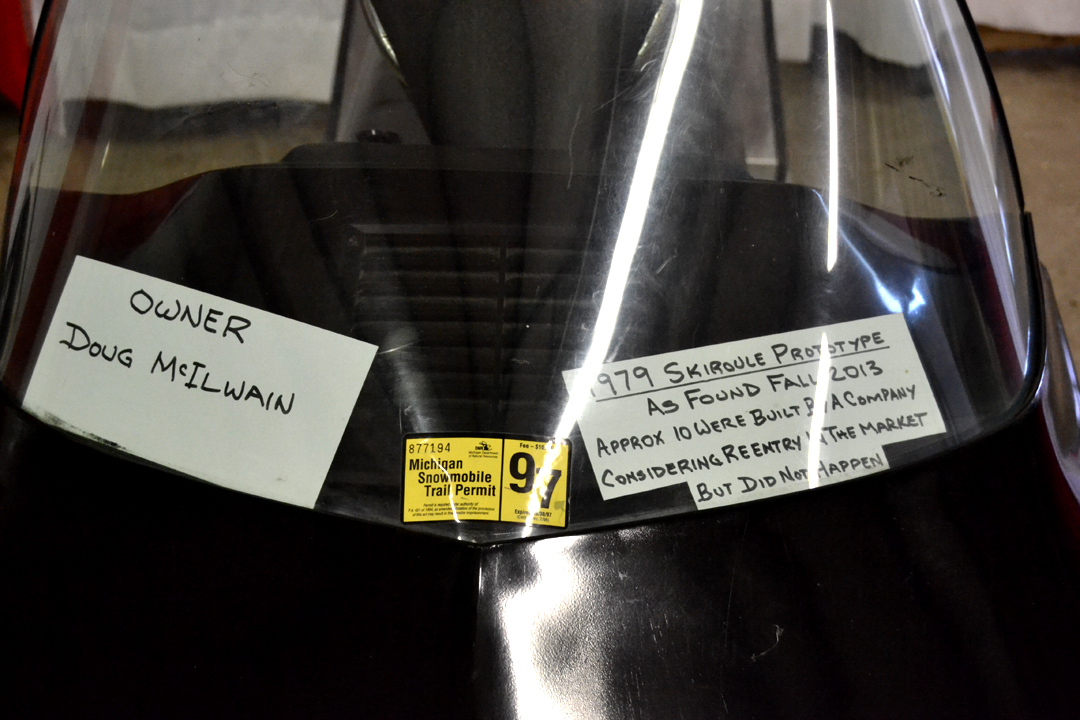 OWNER
DOUG McILWAIN
1979 SKIROULE PROTOTYPE
AS FOUND FALL 2013
APPROX 10 WERE BUILT BY A COMPANY
CONSIDERING REENTRY IN THE MARKET
BUT DID NOT HAPPEN
877194
Michigan
Snowmobile
Trail Permit
97